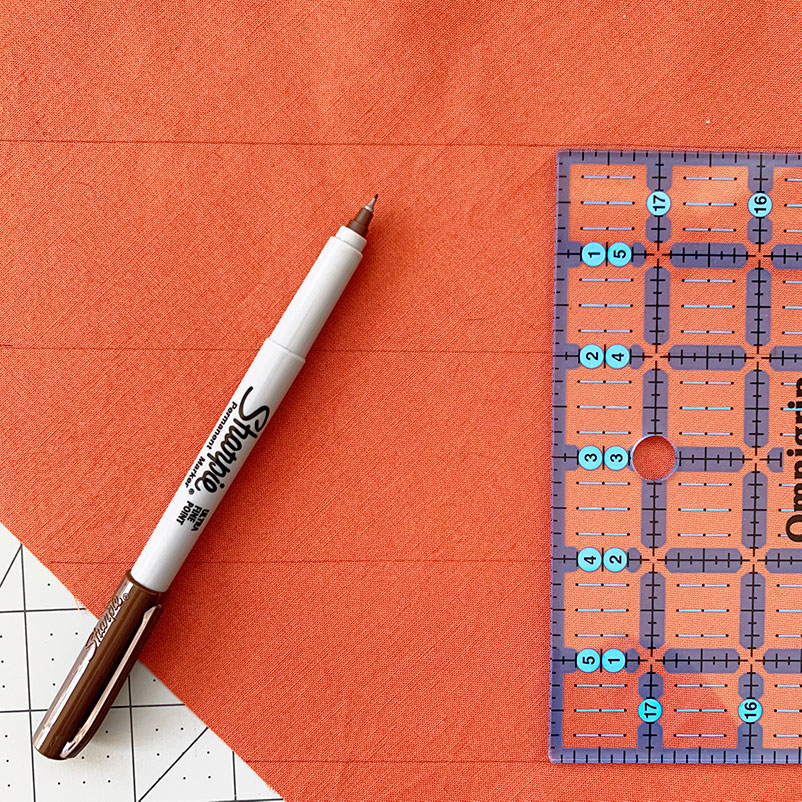 17 16
1 5
2 4
3 3
4 2
5 1
17 16
Omnigrip
Sharpie
Permanent Marker®
ULTRA
FINE
POINT
Sharpie®